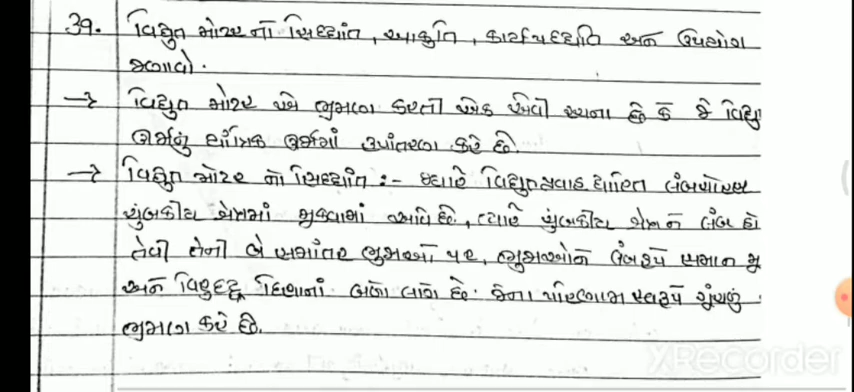 39. વિદ્યુત મોટરનો સિદ્ધાંત, આકૃતિ, કાર્યપદ્ધતિ અને ઉપયોગ
જણાવો.
→ વિદ્યુત મોટર એ ભ્રમણ કરતી એક એવી રચના છે કે જે વિદ્યુ
ઊર્જાનું યાંત્રિક ઊર્જામાં રૂપાંતરણ કરે છે.
→ વિદ્યુત મોટર નો સિદ્ધાંત :- જ્યારે વિદ્યુતપ્રવાહ ધારિત લંબચોરસ
ચુંબકીય ક્ષેત્રમાં મુકવામાં આવે છે, ત્યારે ચુંબકીય ક્ષેત્રને લંબ હો
તેવી તેની બે સમાંતર ભુજાઓ પર, ભુજાઓને લંબરૂપે સમાન મૂ
અને વિરુદ્ધ દિશાનાં બળો લાગે છે. જેના પરિણામ સ્વરૂપે ગૂંચળું
ભ્રમણ કરે છે.
XRecorder